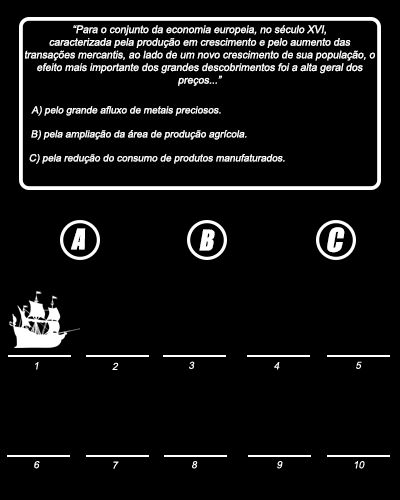 “Para o conjunto da economia europeia, no século XVI,
caracterizada pela produção em crescimento e pelo aumento das
transações mercantis, ao lado de um novo crescimento de sua população, o
efeito mais importante dos grandes descobrimentos foi a alta geral dos
preços...”
A) pelo grande afluxo de metais preciosos.
B) pela ampliação da área de produção agrícola.
C) pela redução do consumo de produtos manufaturados.
A B C
1 2 3 4 5
6 7 8 9 10